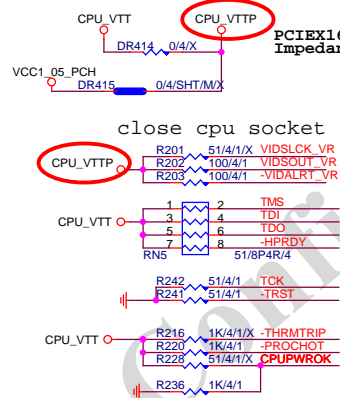 CPU_VTT CPU_VTTP
DR414 0/4/X
PCIEX16
Impedan
VCC1_05_PCH
DR415 0/4/SHT/M/X
close cpu socket
CPU_VTTP
R201 51/4/1/X VIDSLCK_VR
R202 100/4/1 VIDSOUT_VR
R203 100/4/1 -VIDALRT_VR
1 2 TMS
CPU_VTT 3 4 TDI
5 6 TDO
7 8 -HPRDY
RN5 51/8P4R/4
R242 51/4/1 TCK
R241 51/4/1 -TRST
CPU_VTT R216 1K/4/1/X -THRMTRIP
R220 1K/4/1 -PROCHOT
R228 51/4/1/X CPUPWROK
R236 1K/4/1
Confi